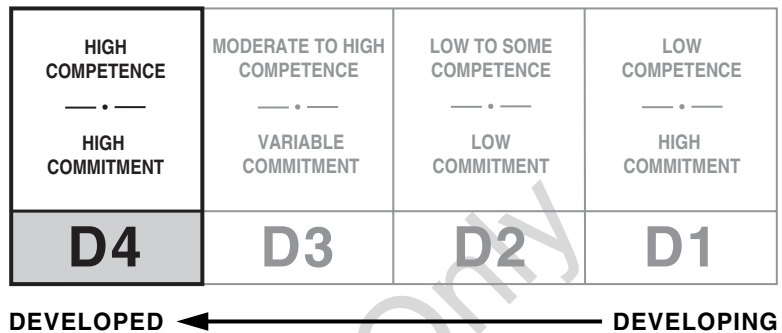 HIGH
COMPETENCE
HIGH
COMMITMENT
D4
MODERATE TO HIGH
COMPETENCE
VARIABLE
COMMITMENT
D3
LOW TO SOME
COMPETENCE
LOW
COMMITMENT
D2
LOW
COMPETENCE
HIGH
COMMITMENT
D1
DEVELOPED
DEVELOPING
Only